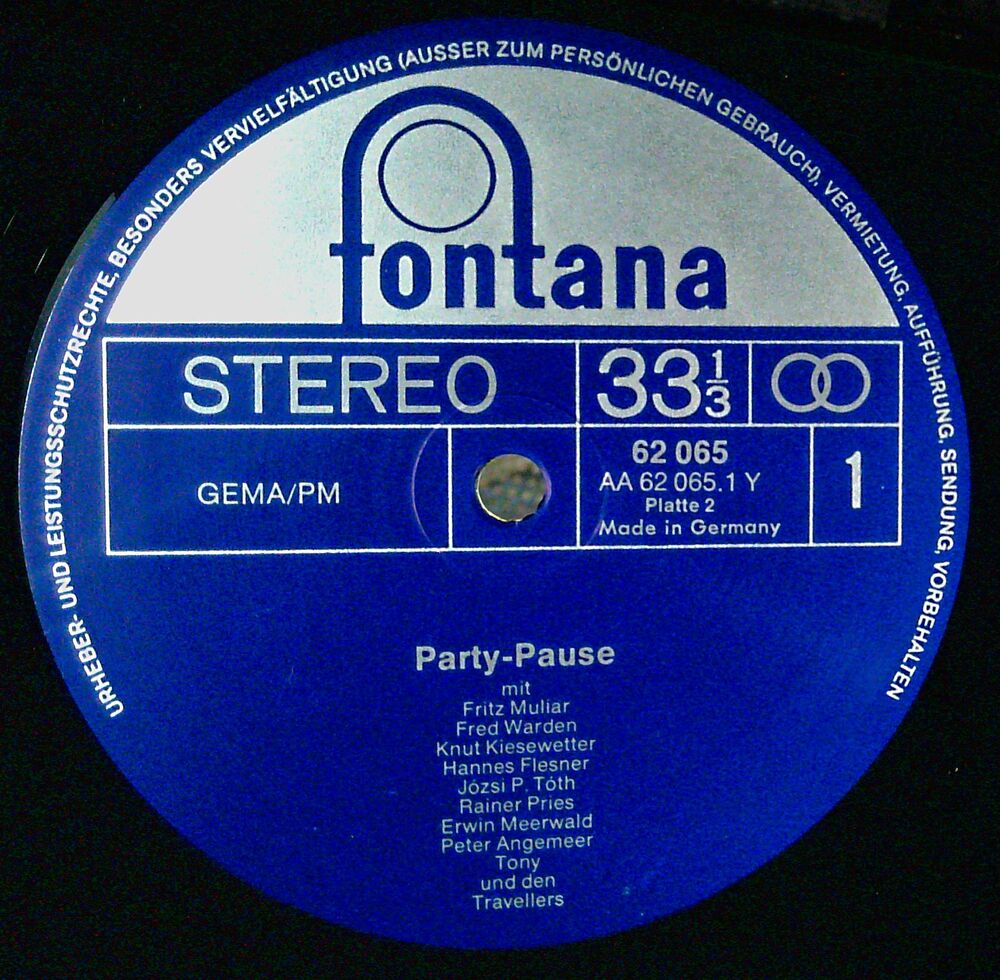 URHEBER- UND LEISTUNGSSCHUTZRECHTE, BESONDERS VERVIELFÄLTIGUNG (AUSSER ZUM PERSÖNLICHEN GEBRAUCH), VERMIETUNG, AUFFÜHRUNG, SENDUNG, VORBEHALTEN
fontana
STEREO
33 1/3
GEMA/PM
62 065
AA 62 065.1 Y
Platte 2
Made in Germany
1
Party-Pause
mit
Fritz Muliar
Fred Warden
Knut Kiesewetter
Hannes Flesner
Józsi P. Tóth
Rainer Pries
Erwin Meerwald
Peter Angemeer
Tony
und den
Travellers